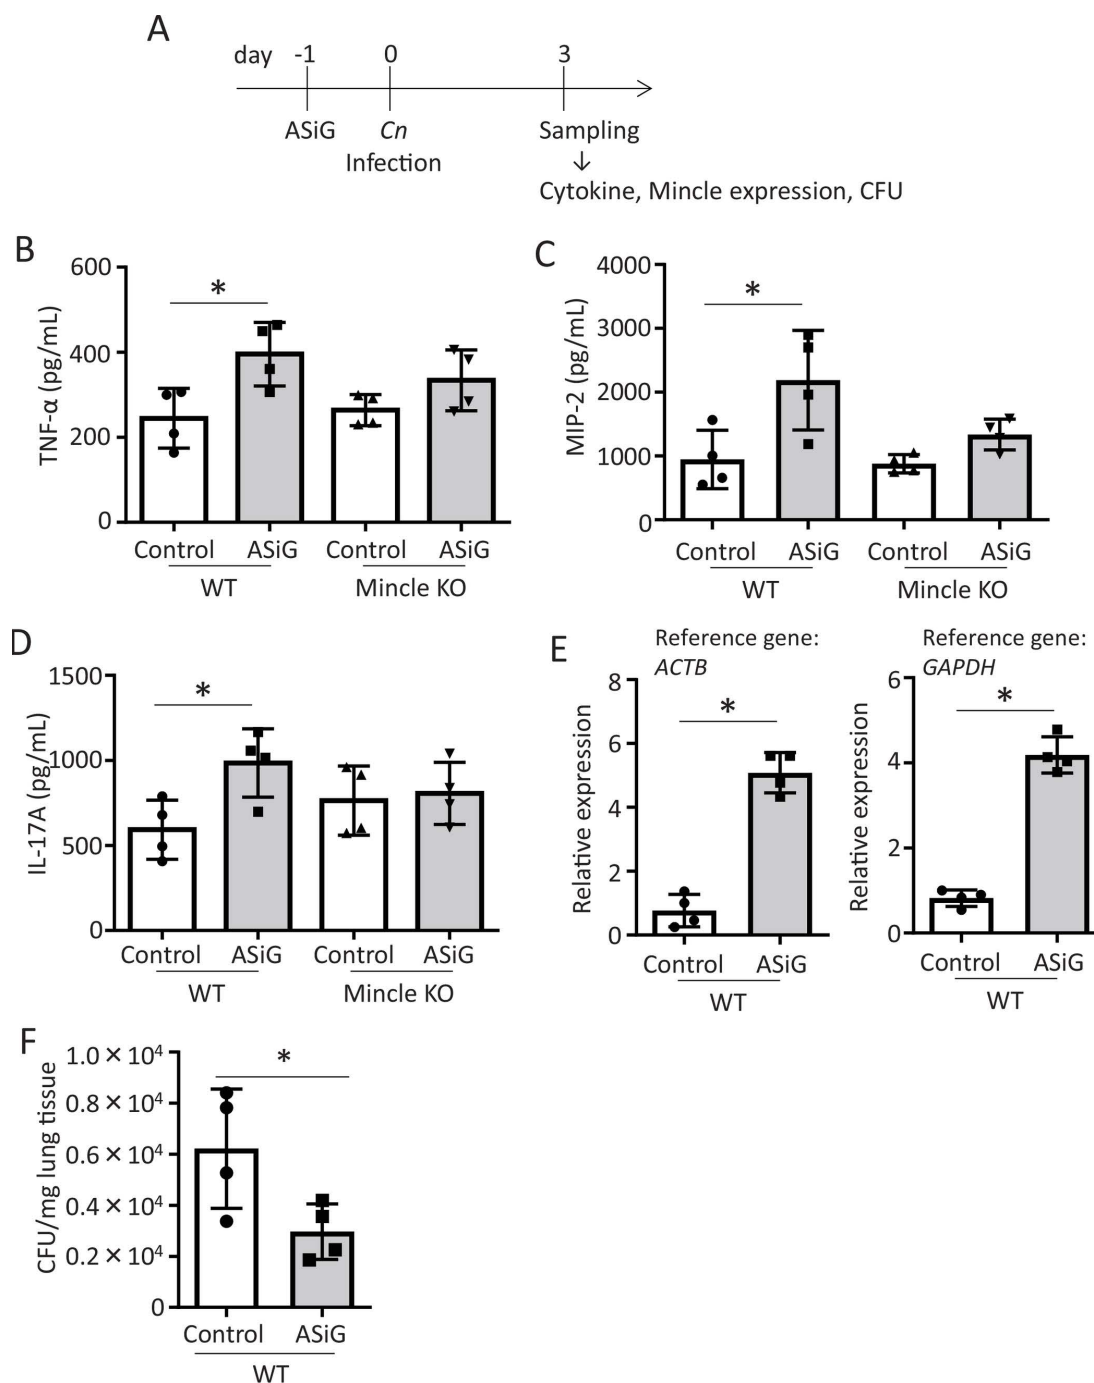 A
day -1 0 3
ASiG Cn Sampling
Infection ↓
Cytokine, Mincle expression, CFU
B
TNF-α (pg/mL)
600
400
200
0
*
Control ASiG Control ASiG
WT Mincle KO
C
MIP-2 (pg/mL)
4000
3000
2000
1000
0
*
Control ASiG Control ASiG
WT Mincle KO
D
IL-17A (pg/mL)
1500
1000
500
0
*
Control ASiG Control ASiG
WT Mincle KO
E
Reference gene:
ACTB
Relative expression
8
6
4
2
0
*
Control ASiG
WT
Reference gene:
GAPDH
Relative expression
6
4
2
0
*
Control ASiG
WT
F
CFU/mg lung tissue
1.0 × 10⁴
0.8 × 10⁴
0.6 × 10⁴
0.4 × 10⁴
0.2 × 10⁴
0
*
Control ASiG
WT